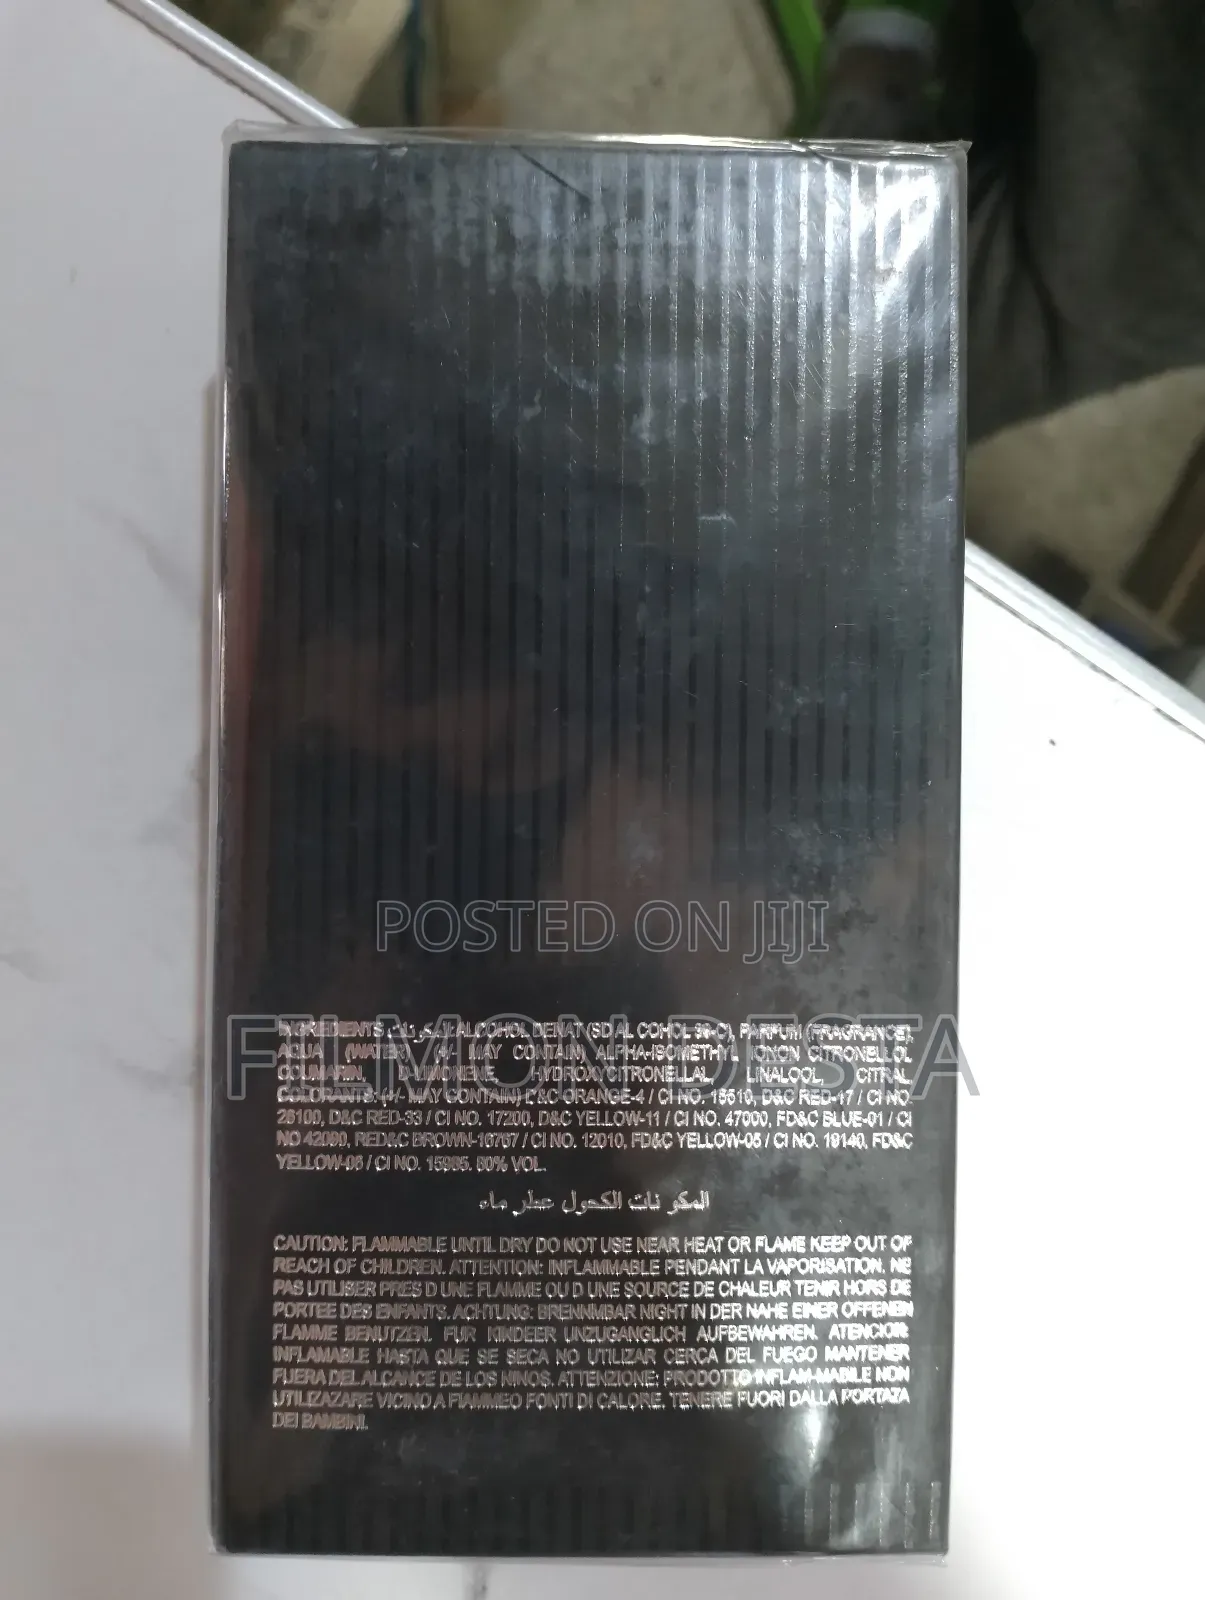 POSTED ON JIJI
FILMON DESTA
INGREDIENTS المكونات: ALCOHOL DENAT (SD AL COHOL 39-C), PARFUM (FRAGRANCE),
AQUA (WATER) (+/- MAY CONTAIN) ALPHA-ISOMETHYL IONON CITRONELLOL
COUMARIN, D-LIMONENE HYDROXYCITRONELLAL, LINALOOL, CITRAL
COLORANTS: (+/- MAY CONTAIN) D&C ORANGE-4 / CI NO. 15510, D&C RED-17 / CI NO
26100, D&C RED-33 / CI NO. 17200, D&C YELLOW-11 / CI NO. 47000, FD&C BLUE-01 / CI
NO 42090, RED&C BROWN-16767 / CI NO. 12010, FD&C YELLOW-05 / CI NO. 19140, FD&C
YELLOW-06 / CI NO. 15985. 80% VOL.
المكو نات الكحول عطر ماء
CAUTION: FLAMMABLE UNTIL DRY DO NOT USE NEAR HEAT OR FLAME KEEP OUT OF
REACH OF CHILDREN. ATTENTION: INFLAMMABLE PENDANT LA VAPORISATION. NE
PAS UTILISER PRES D UNE FLAMME OU D UNE SOURCE DE CHALEUR TENIR HORS DE
PORTEE DES ENFANTS. ACHTUNG: BRENNMBAR NIGHT IN DER NAHE EINER OFFENEN
FLAMME BENUTZEN. FUR KINDEER UNZUGANGLICH AUFBEWAHREN. ATENCIOR:
INFLAMABLE HASTA QUE SE SECA NO UTILIZAR CERCA DEL FUEGO MANTENER
FUERA DEL ALCANCE DE LOS NINOS. ATTENZIONE: PRODOTTO INFLAM-MABILE NON
UTILIZAZARE VICINO A FIAMMEO FONTI DI CALORE. TENERE FUORI DALLA PORTATA
DEI BAMBINI.